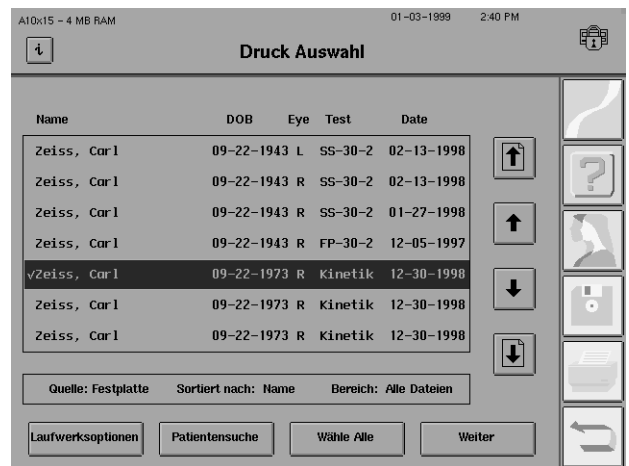 A10x15 - 4 MB RAM 01-03-1999 2:40 PM
i Druck Auswahl
Name DOB Eye Test Date
Zeiss, Carl 09-22-1943 L SS-30-2 02-13-1998
Zeiss, Carl 09-22-1943 R SS-30-2 02-13-1998
Zeiss, Carl 09-22-1943 R SS-30-2 01-27-1998
Zeiss, Carl 09-22-1943 R FP-30-2 12-05-1997
√Zeiss, Carl 09-22-1973 R Kinetik 12-30-1998
Zeiss, Carl 09-22-1973 R Kinetik 12-30-1998
Zeiss, Carl 09-22-1973 R Kinetik 12-30-1998
Quelle: Festplatte Sortiert nach: Name Bereich: Alle Dateien
Laufwerksoptionen Patientensuche Wähle Alle Weiter
?